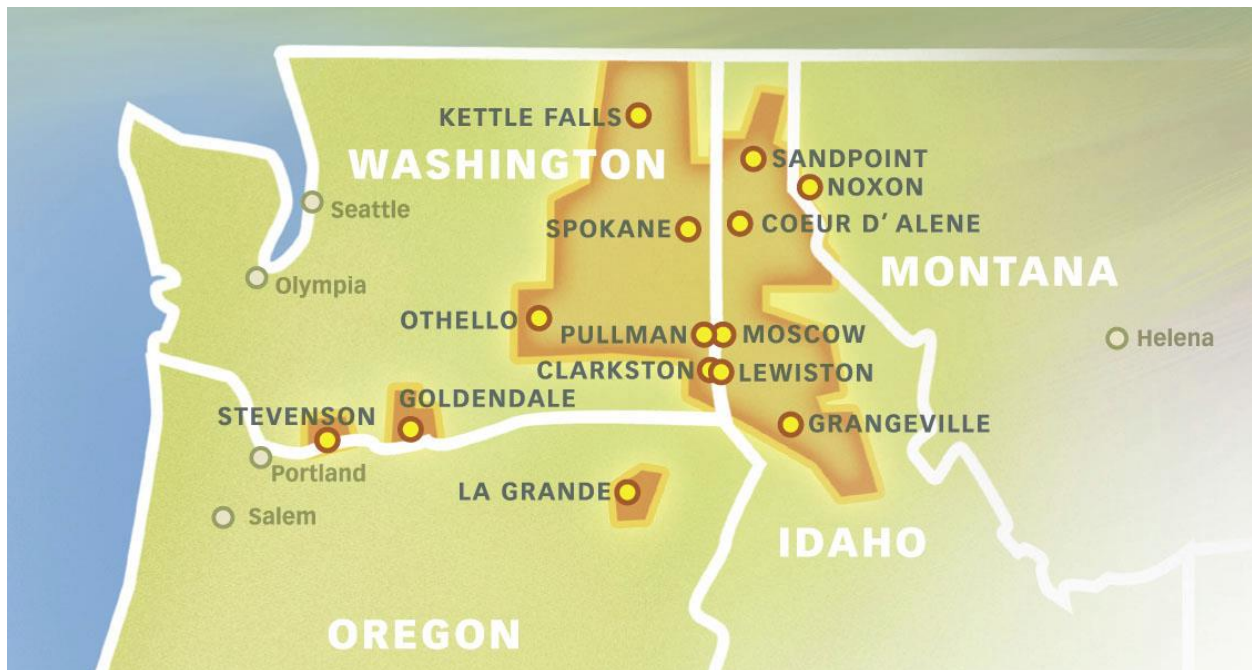 KETTLE FALLS
WASHINGTON
SANDPOINT
NOXON
Seattle
SPOKANE
COEUR D' ALENE
MONTANA
Olympia
OTHELLO
PULLMAN
MOSCOW
Helena
CLARKSTON
LEWISTON
GOLDENDALE
STEVENSON
GRANGEVILLE
Portland
LA GRANDE
Salem
IDAHO
OREGON